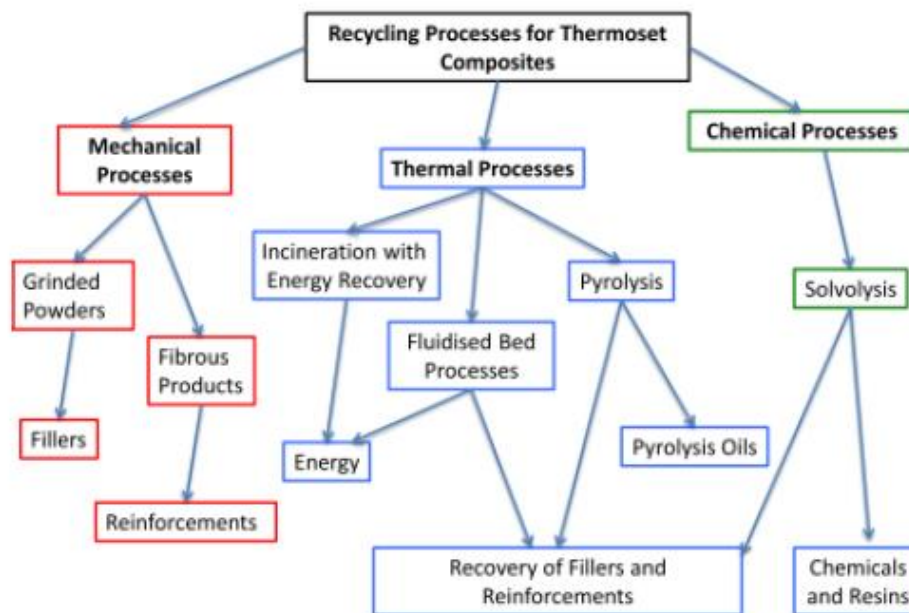 Recycling Processes for Thermoset
Composites
Mechanical
Processes
Thermal Processes
Chemical Processes
Grinded
Powders
Incineration with
Energy Recovery
Pyrolysis
Solvolysis
Fibrous
Products
Fluidised Bed
Processes
Fillers
Energy
Pyrolysis Oils
Reinforcements
Recovery of Fillers and
Reinforcements
Chemicals
and Resins